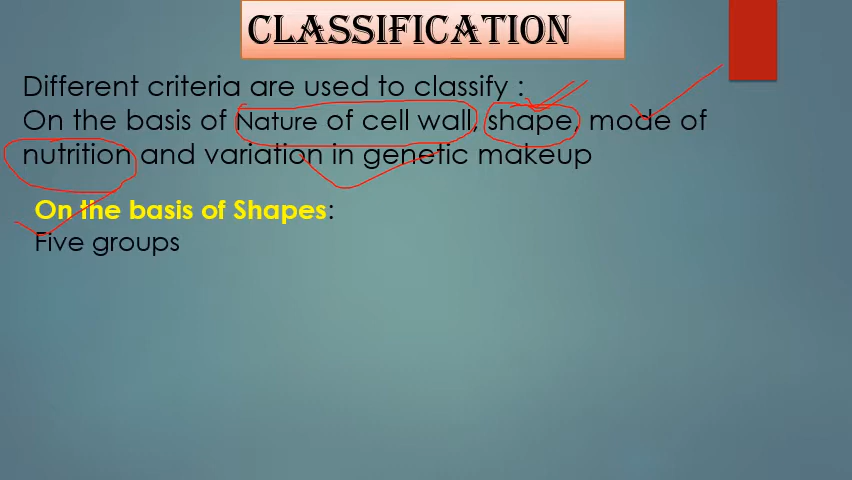 CLASSIFICATION
Different criteria are used to classify :
On the basis of Nature of cell wall, shape, mode of
nutrition and variation in genetic makeup
On the basis of Shapes:
Five groups